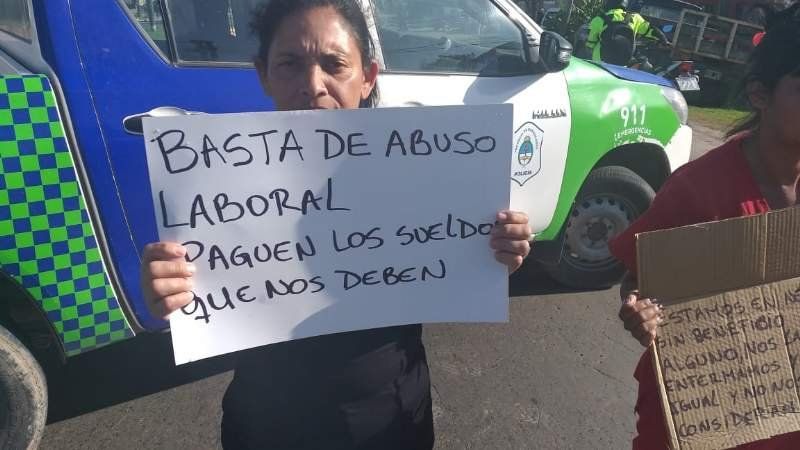 BASTA DE ABUSO
LABORAL
PAGUEN LOS SUELDOS
QUE NOS DEBEN
911
EMERGENCIAS
POLICIA
ESTAMOS EN
SIN BENEFICIO
ALGUNO, NOS
ENFERMAMOS Y
IGUAL Y NO NOS
CONSIDERAN